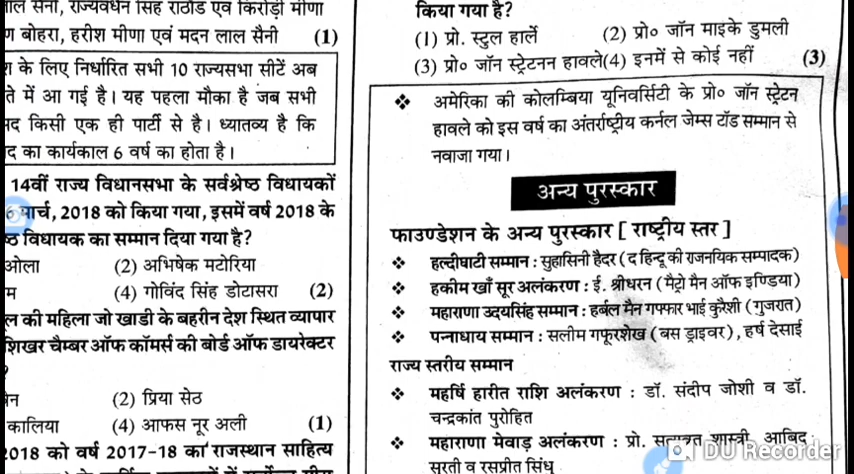 सिंह राठौड़ एवं किरोड़ी मीणा
बोहरा, हरीश मीणा एवं मदन लाल सैनी (1)
के लिए निर्धारित सभी 10 राज्यसभा सीटें अब
में आ गई है। यह पहला मौका है जब सभी
किसी एक ही पार्टी से है। ध्यातव्य है कि
का कार्यकाल 6 वर्ष का होता है।
14वीं राज्य विधानसभा के सर्वश्रेष्ठ विधायकों
6 मार्च, 2018 को किया गया, इसमें वर्ष 2018 के
विधायक का सम्मान दिया गया है?
ओला (2) अभिषेक मटोरिया
(4) गोविंद सिंह डोटासरा (2)
की महिला जो खाडी के बहरीन देश स्थित व्यापार
शिखर चैम्बर ऑफ कॉमर्स की बोर्ड ऑफ डायरेक्टर
(2) प्रिया सेठ
कालिया (4) आफस नूर अली (1)
2018 को वर्ष 2017-18 का राजस्थान साहित्य
किया गया है?
(1) प्रो. स्टुल हार्ले (2) प्रो० जॉन माइके डुमली
(3) प्रो० जॉन स्ट्रेटनन हावले(4) इनमें से कोई नहीं (3)
❖ अमेरिका की कोलम्बिया यूनिवर्सिटी के प्रो० जॉन स्ट्रेटन
हावले को इस वर्ष का अंतर्राष्ट्रीय कर्नल जेम्स टॉड सम्मान से
नवाजा गया।
अन्य पुरस्कार
फाउण्डेशन के अन्य पुरस्कार [ राष्ट्रीय स्तर ]
❖ हल्दीघाटी सम्मान : सुहासिनी हैदर ( द हिन्दू की राजनयिक सम्पादक)
❖ हकीम खाँ सूर अलंकरण : ई. श्रीधरन ( मैट्रो मैन ऑफ इण्डिया )
❖ महाराणा उदयसिंह सम्मान : हर्बल मैन गफ्फार भाई कुरैशी ( गुजरात )
❖ पन्नाधाय सम्मान : सलीम गफूरशेख ( बस ड्राइवर ) , हर्ष देसाई
राज्य स्तरीय सम्मान
❖ महर्षि हारीत राशि अलंकरण : डॉ. संदीप जोशी व डॉ.
चन्द्रकांत पुरोहित
❖ महाराणा मेवाड़ अलंकरण : प्रो. शास्त्री, आबिद
सूरती व रसप्रीत सिंधु
DU Recorder